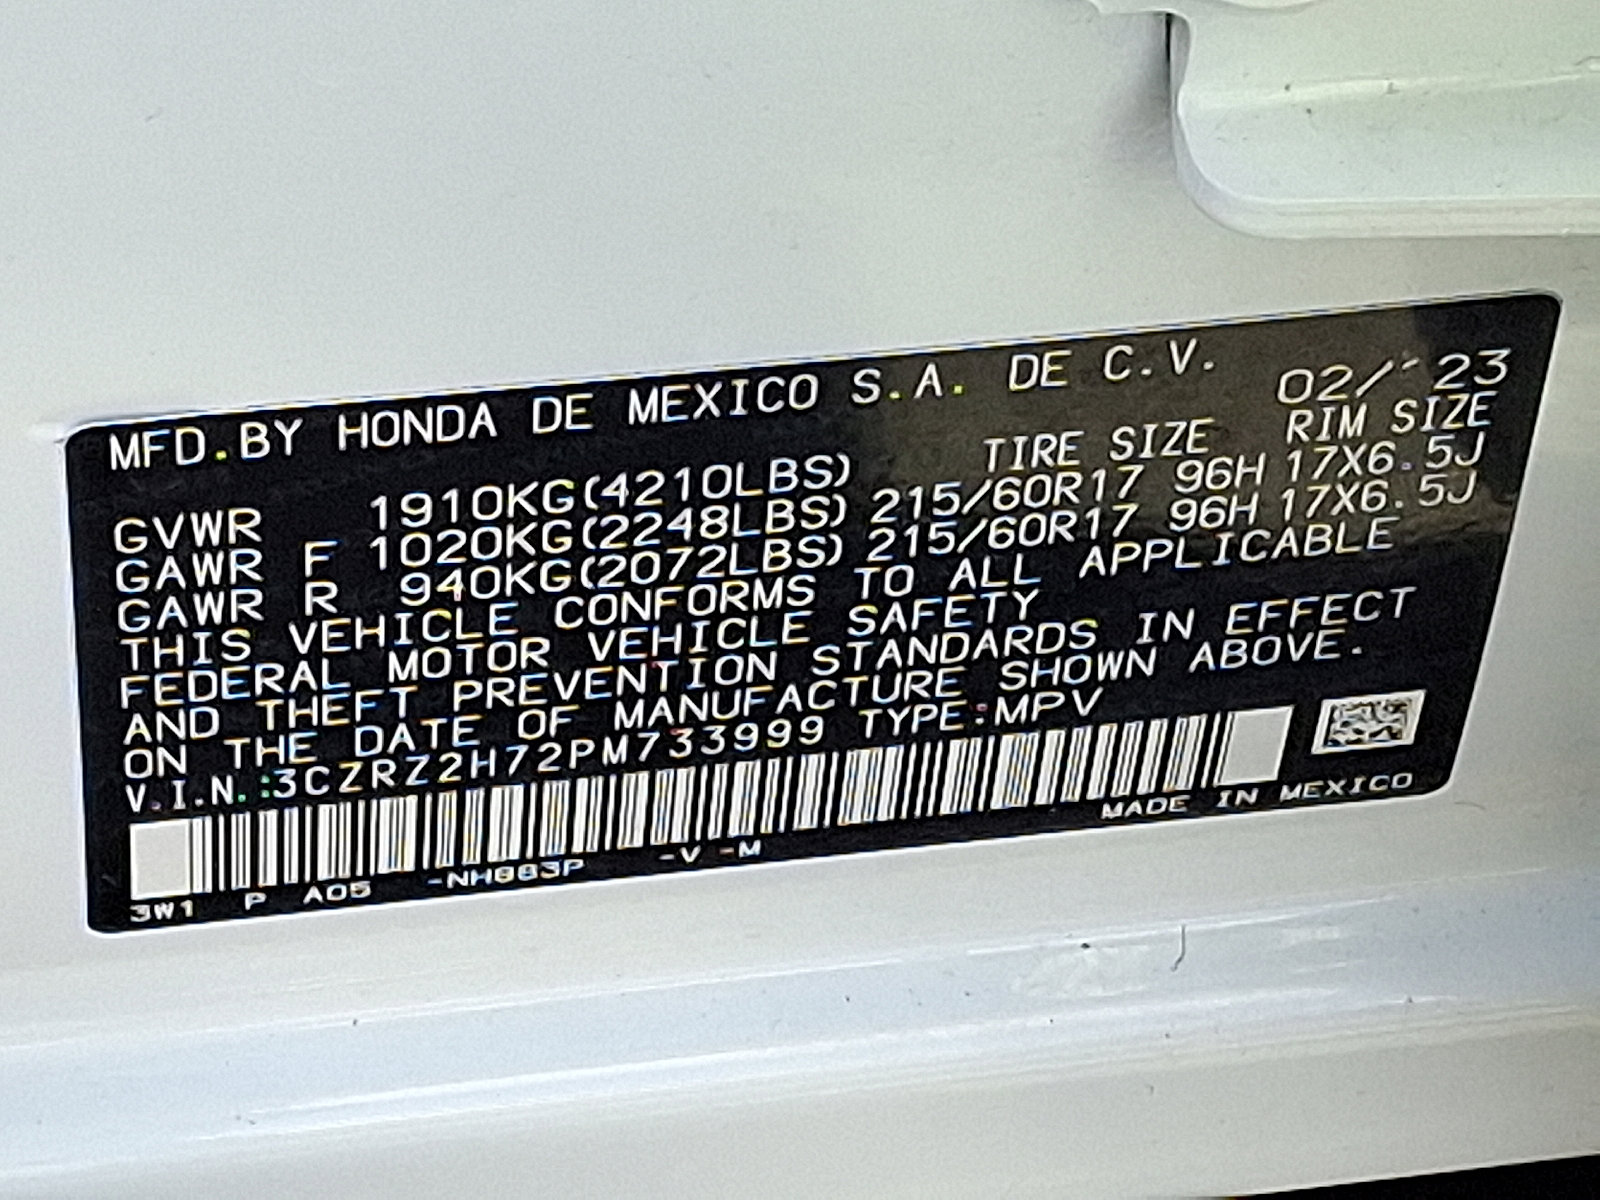 MFD.BY HONDA DE MEXICO S.A. DE C.V.
02/'23
TIRE SIZE RIM SIZE
GVWR 1910KG(4210LBS)
GAWR F 1020KG(2248LBS) 215/60R17 96H 17X6.5J
GAWR R 940KG(2072LBS) 215/60R17 96H 17X6.5J
THIS VEHICLE CONFORMS TO ALL APPLICABLE
FEDERAL MOTOR VEHICLE SAFETY
AND THEFT PREVENTION STANDARDS IN EFFECT
ON THE DATE OF MANUFACTURE SHOWN ABOVE.
V.I.N.:3CZRZ2H72PM733999 TYPE:MPV
MADE IN MEXICO
3W1 P A05 -NH883P -V -M